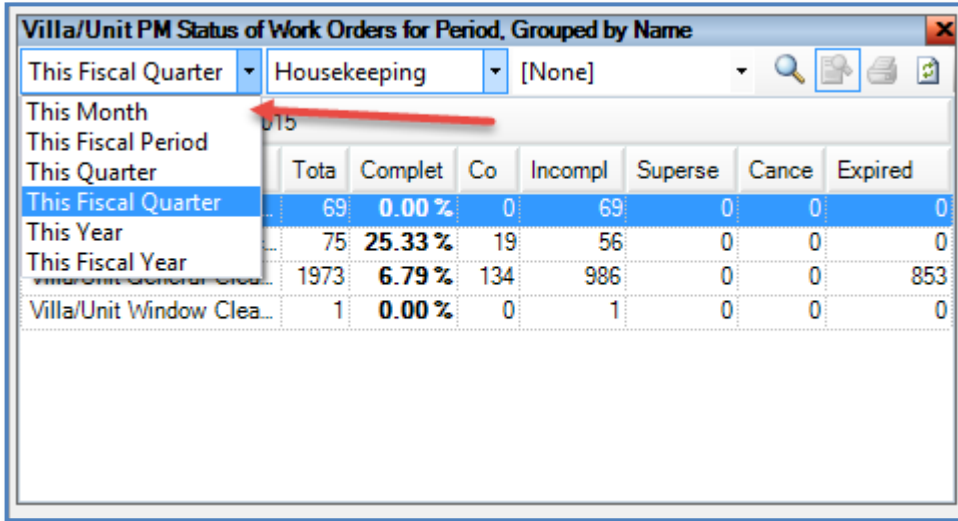 Villa/Unit PM Status of Work Orders for Period, Grouped by Name
This Fiscal Quarter Housekeeping [None]
This Month
This Fiscal Period
This Quarter
This Fiscal Quarter
This Year
This Fiscal Year
015
Tota Complet Co Incompl Superse Cance Expired
69 0.00 % 0 69 0 0 0
75 25.33 % 19 56 0 0 0
Villa/Unit General Clea... 1973 6.79 % 134 986 0 0 853
Villa/Unit Window Clea... 1 0.00 % 0 1 0 0 0